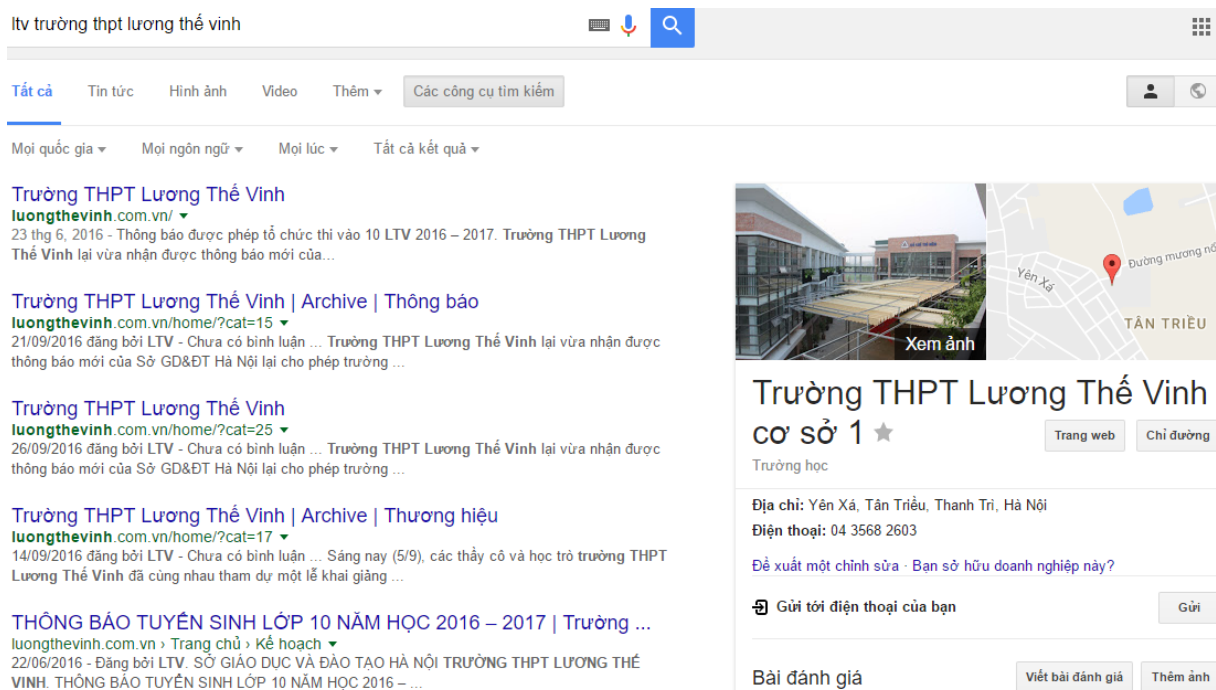 ltv trường thpt lương thế vinh
Tất cả Tin tức Hình ảnh Video Thêm Các công cụ tìm kiếm
Mọi quốc gia Mọi ngôn ngữ Mọi lúc Tất cả kết quả
Trường THPT Lương Thế Vinh
luongthevinh.com.vn/
23 thg 6, 2016 - Thông báo được phép tổ chức thi vào 10 LTV 2016 – 2017. Trường THPT Lương
Thế Vinh lại vừa nhận được thông báo mới của...
Trường THPT Lương Thế Vinh | Archive | Thông báo
luongthevinh.com.vn/home/?cat=15
21/09/2016 đăng bởi LTV - Chưa có bình luận ... Trường THPT Lương Thế Vinh lại vừa nhận được
thông báo mới của Sở GD&ĐT Hà Nội lại cho phép trường ...
Trường THPT Lương Thế Vinh
luongthevinh.com.vn/home/?cat=25
26/09/2016 đăng bởi LTV - Chưa có bình luận ... Trường THPT Lương Thế Vinh lại vừa nhận được
thông báo mới của Sở GD&ĐT Hà Nội lại cho phép trường ...
Trường THPT Lương Thế Vinh | Archive | Thương hiệu
luongthevinh.com.vn/home/?cat=17
14/09/2016 đăng bởi LTV - Chưa có bình luận ... Sáng nay (5/9), các thầy cô và học trò trường THPT
Lương Thế Vinh đã cùng nhau tham dự một lễ khai giảng ...
THÔNG BÁO TUYỂN SINH LỚP 10 NĂM HỌC 2016 – 2017 | Trường ...
luongthevinh.com.vn › Trang chủ › Kế hoạch
22/06/2016 - Đăng bởi LTV. SỞ GIÁO DỤC VÀ ĐÀO TẠO HÀ NỘI TRƯỜNG THPT LƯƠNG THẾ
VINH. THÔNG BÁO TUYỂN SINH LỚP 10 NĂM HỌC 2016 – ...
Xem ảnh
Yên Xá
Đường mương nổ
TÂN TRIỀU
Trường THPT Lương Thế Vinh
cơ sở 1
Trang web Chỉ đường
Trường học
Địa chỉ: Yên Xá, Tân Triều, Thanh Trì, Hà Nội
Điện thoại: 04 3568 2603
Đề xuất một chỉnh sửa · Bạn sở hữu doanh nghiệp này?
Gửi tới điện thoại của bạn Gửi
Bài đánh giá Viết bài đánh giá Thêm ảnh